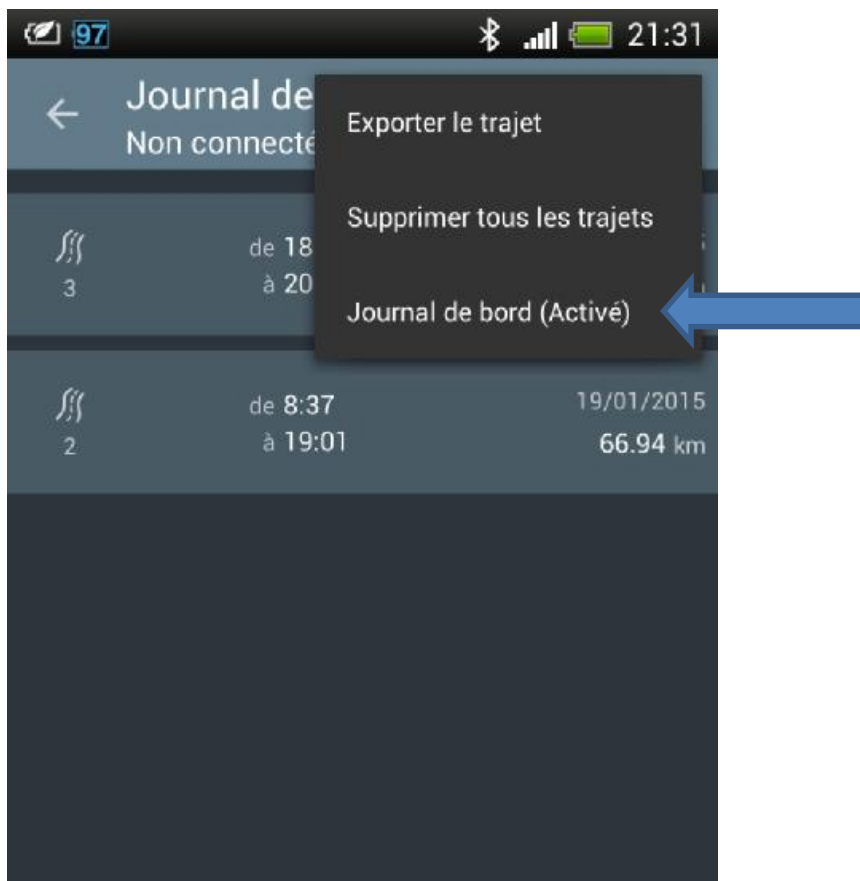 97 21:31
Journal de
Non connecté
Exporter le trajet
Supprimer tous les trajets
Journal de bord (Activé)
de 18
3 à 20
de 8:37 19/01/2015
2 à 19:01 66.94 km